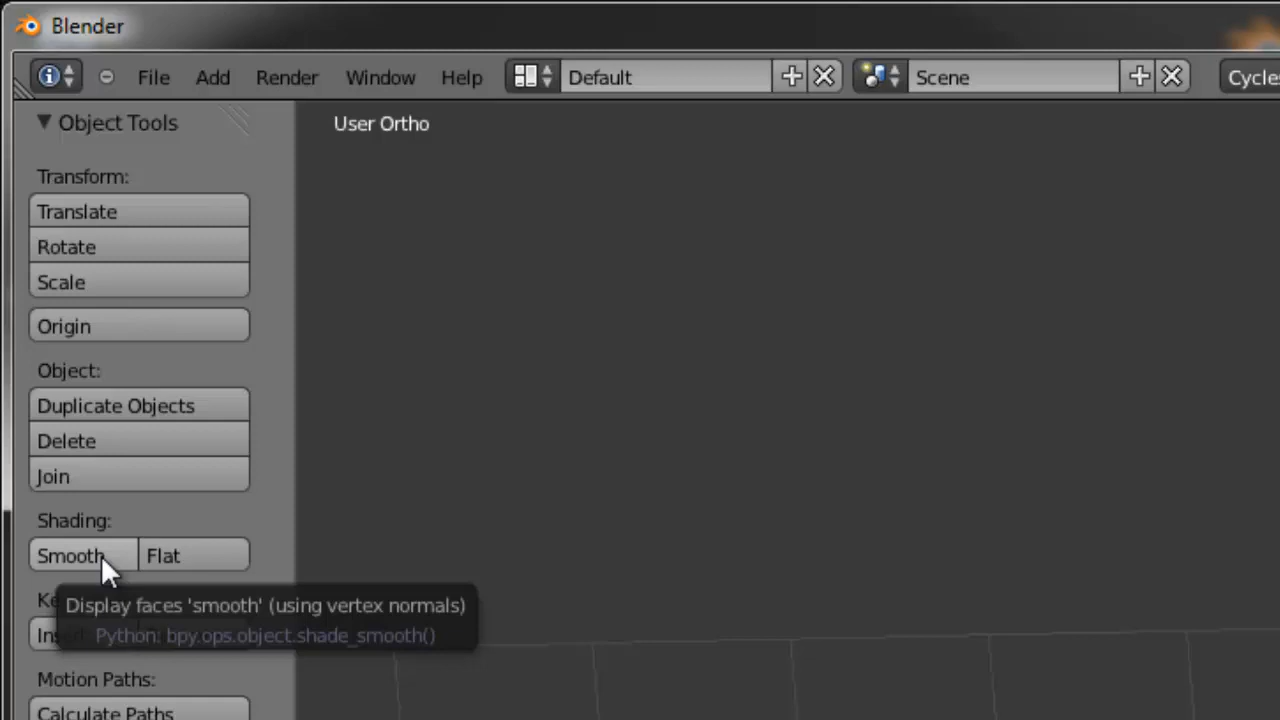 Blender
File Add Render Window Help Default Scene Cycles
Object Tools
User Ortho
Transform:
Translate
Rotate
Scale
Origin
Object:
Duplicate Objects
Delete
Join
Shading:
Smooth Flat
Display faces 'smooth' (using vertex normals)
Python: bpy.ops.object.shade_smooth()
Motion Paths:
Calculate Paths